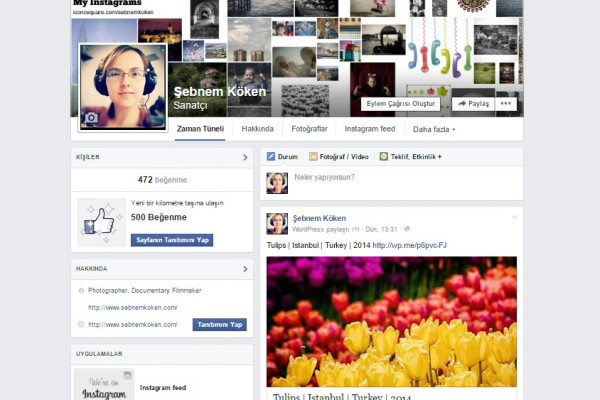 My Instagrams
iconosquare.com/sebnemkoken
Şebnem Köken
Sanatçı
Eylem Çağrısı Oluştur
Paylaş
Zaman Tüneli
Hakkında
Fotoğraflar
Instagram feed
Daha fazla
KİŞİLER
472 beğenme
Yeni bir kilometre taşına ulaşın
500 Beğenme
Sayfanın Tanıtımını Yap
HAKKINDA
Photographer, Documentary Filmmaker
http://www.sebnemkoken.com/
http://www.sebnemkoken.com/
Tanıtımını Yap
UYGULAMALAR
We're on
Instagram
Instagram feed
Durum
Fotoğraf / Video
Teklif, Etkinlik +
Neler yapıyorsun?
Şebnem Köken
WordPress paylaştı [?] · Dün, 13:31 ·
Tulips | Istanbul | Turkey | 2014 http://wp.me/p6pvc-FJ
Tulips | Istanbul | Turkey | 2014